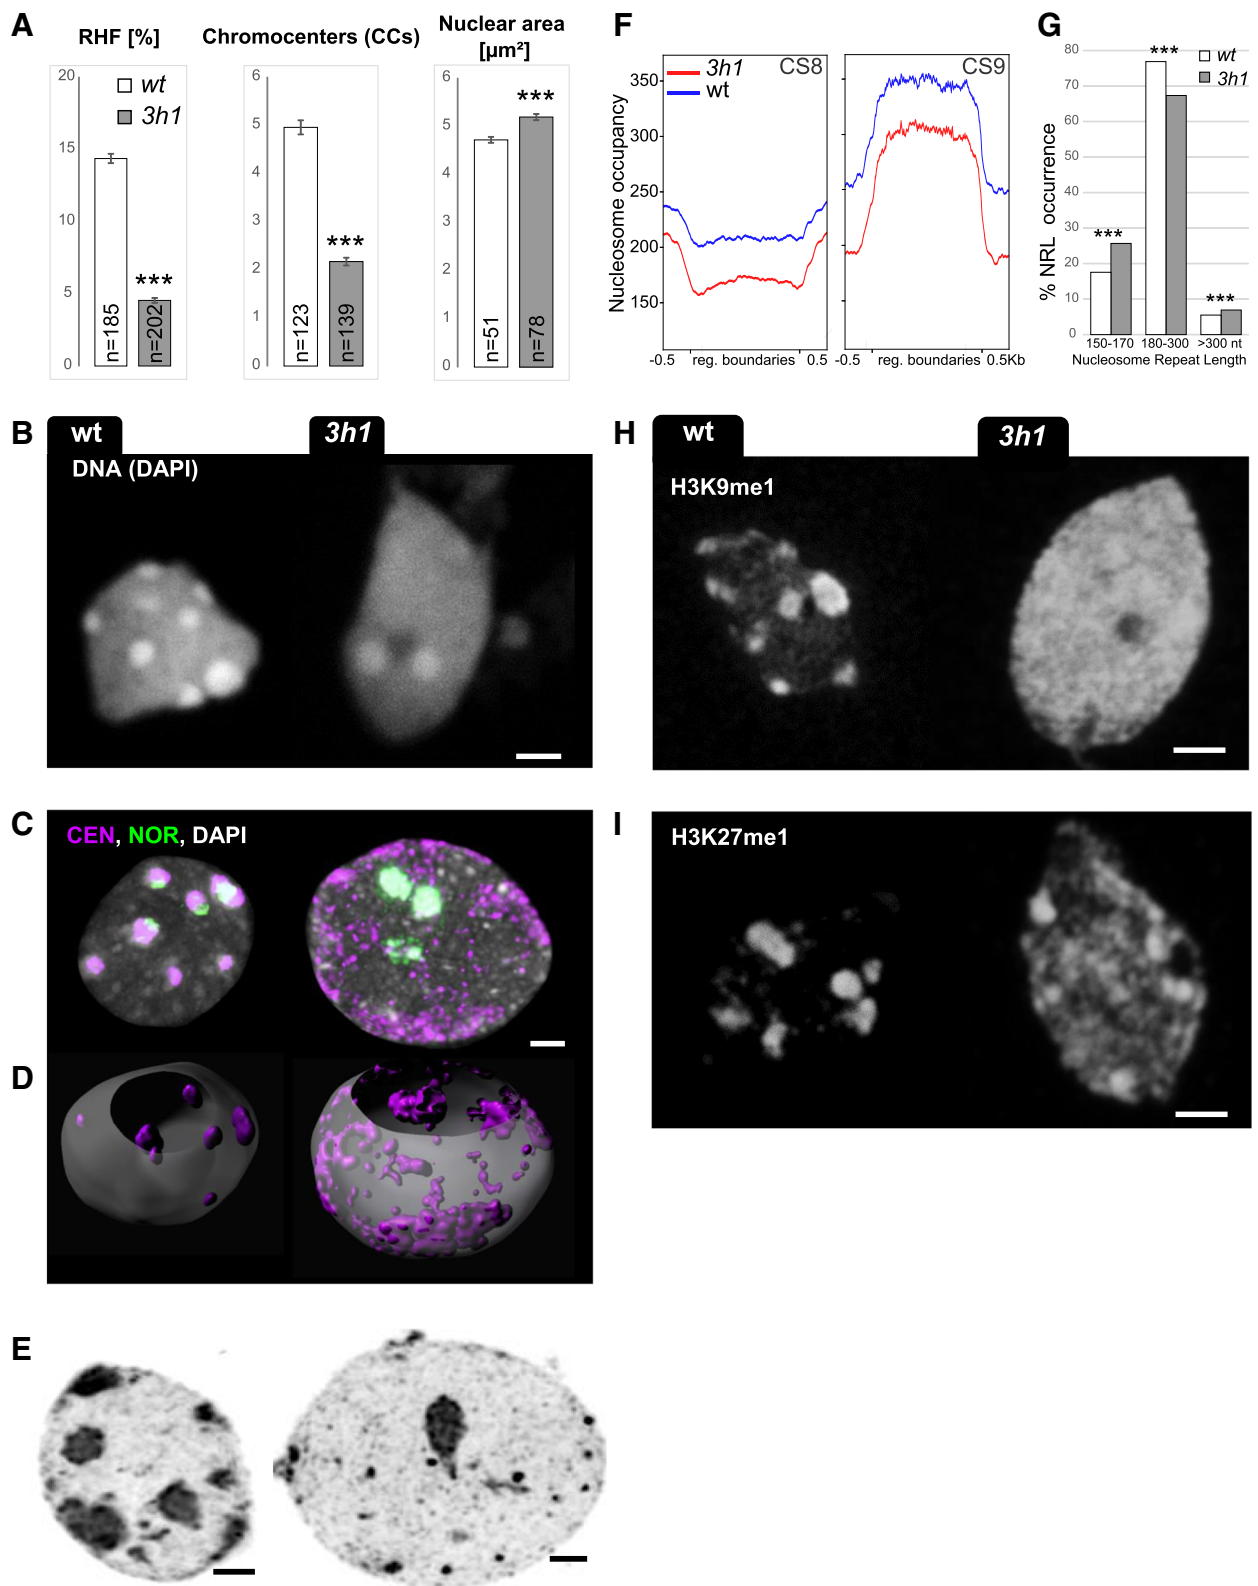 A
RHF [%]
20
15
10
5
0
wt
3h1
***
n=185
n=202
Chromocenters (CCs)
6
5
4
3
2
1
0
***
n=123
n=139
Nuclear area
[µm²]
6
5
4
3
2
1
0
***
n=51
n=78
F
Nucleosome occupancy
350
300
250
200
150
3h1
wt
CS8
CS9
-0.5 reg. boundaries 0.5
-0.5 reg. boundaries 0.5Kb
G
% NRL occurrence
80
70
60
50
40
30
20
10
0
wt
3h1
***
***
***
150-170 180-300 >300 nt
Nucleosome Repeat Length
B
wt
3h1
DNA (DAPI)
H
wt
3h1
H3K9me1
C
CEN, NOR, DAPI
I
H3K27me1
D
E